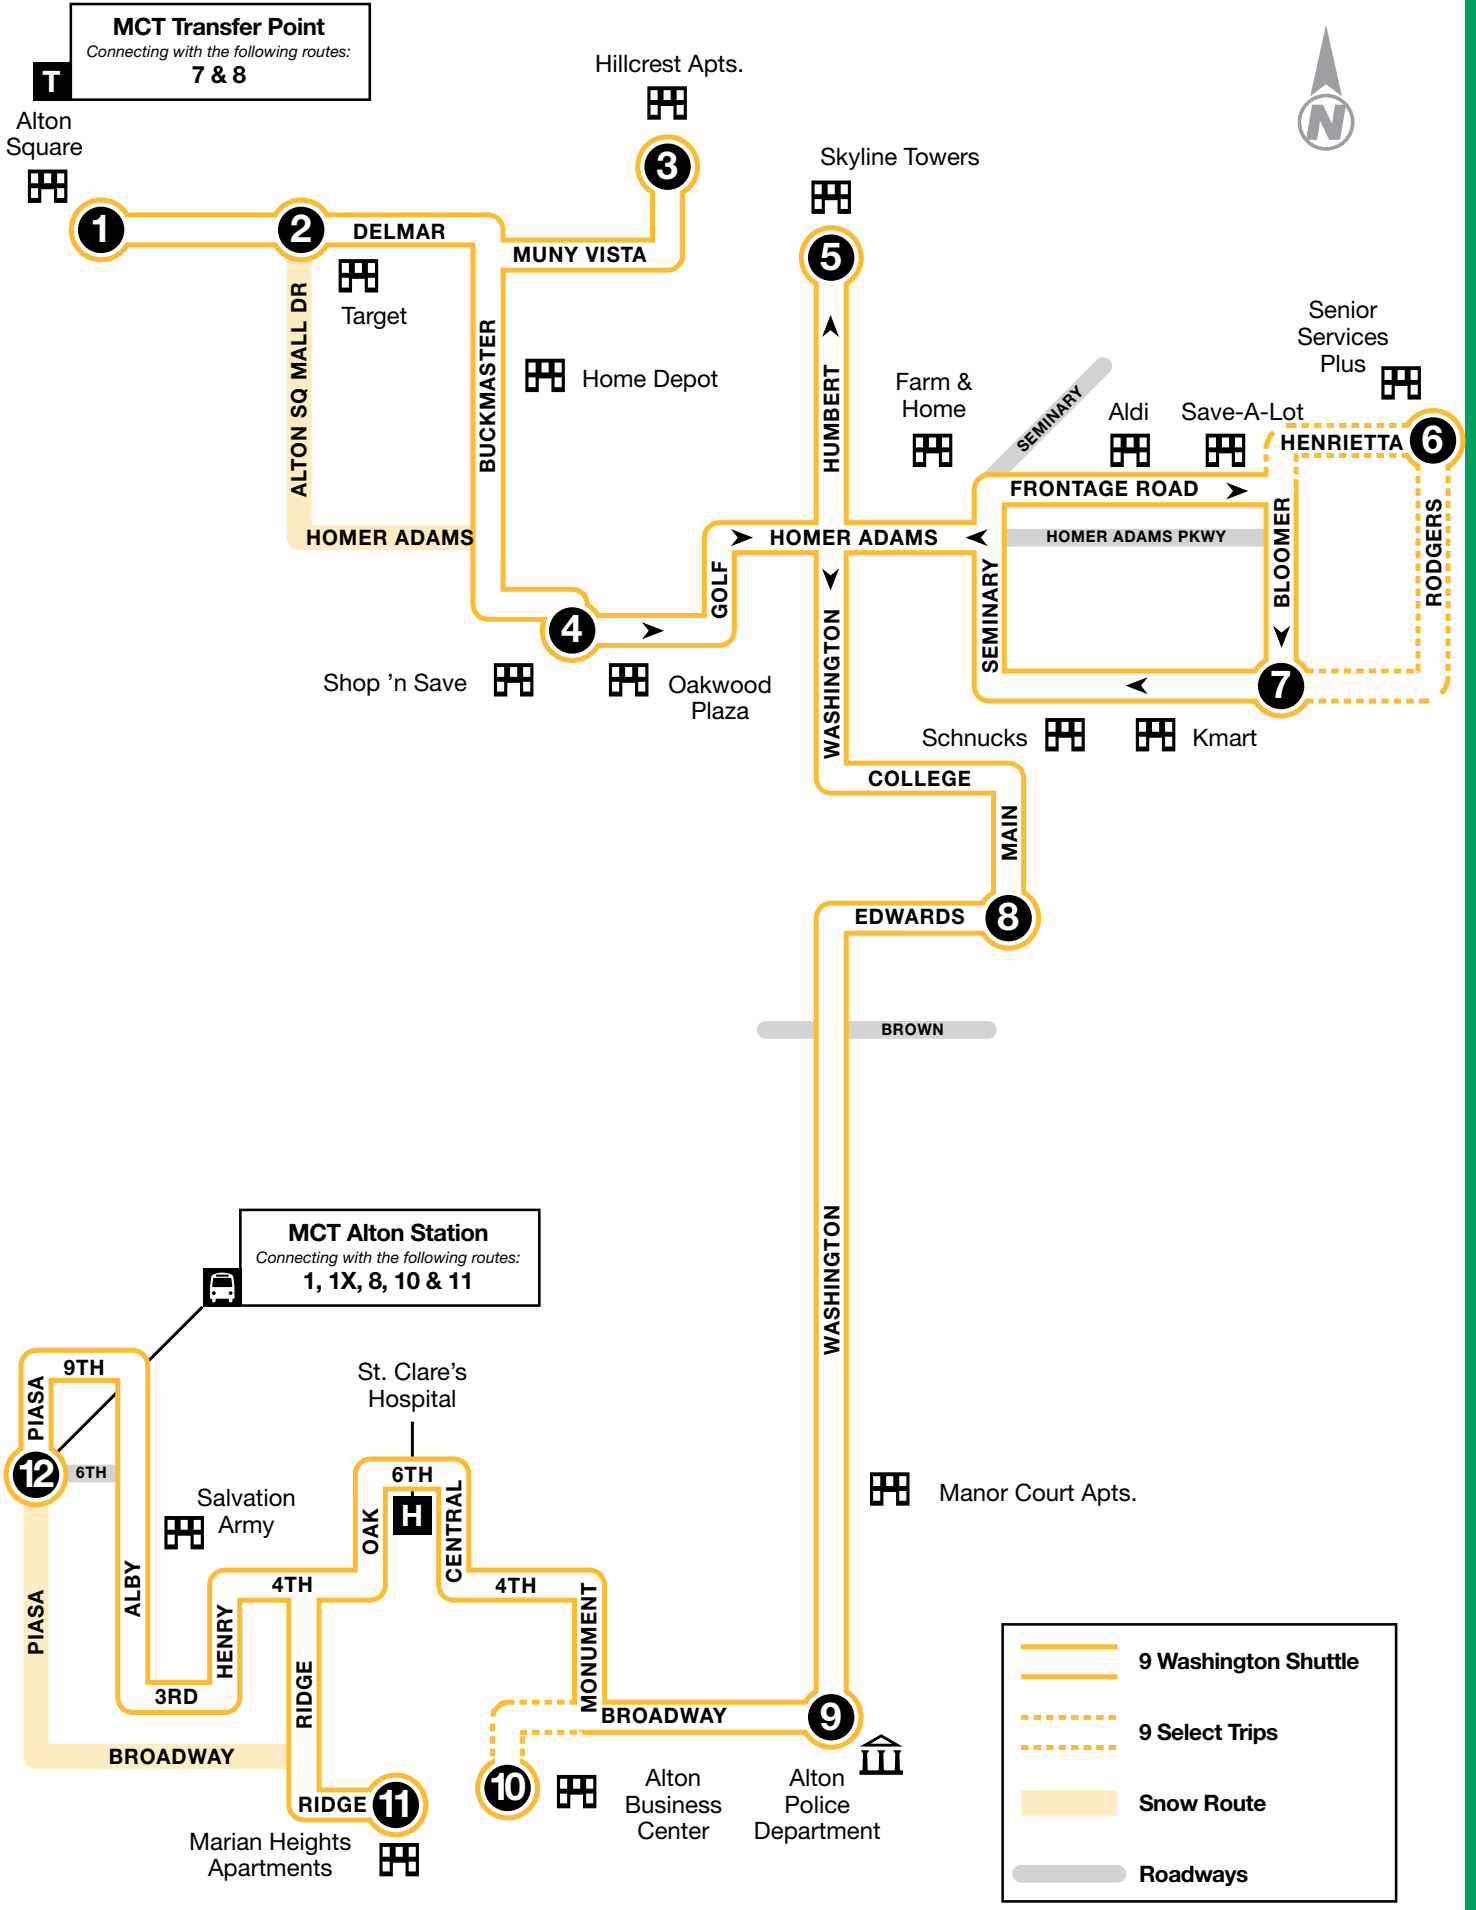 MCT Transfer Point
Connecting with the following routes:
7 & 8
T
Alton
Square
Hillcrest Apts.
N
Skyline Towers
1
2
3
DELMAR
MUNY VISTA
5
Target
ALTON SQ MALL DR
BUCKMASTER
Home Depot
HUMBERT
Farm &
Home
SEMINARY
Aldi
Save-A-Lot
Senior
Services
Plus
HENRIETTA
6
FRONTAGE ROAD
HOMER ADAMS
HOMER ADAMS
HOMER ADAMS PKWY
BLOOMER
RODGERS
GOLF
SEMINARY
4
WASHINGTON
7
Shop 'n Save
Oakwood
Plaza
Schnucks
Kmart
COLLEGE
MAIN
EDWARDS
8
BROWN
WASHINGTON
MCT Alton Station
Connecting with the following routes:
1, 1X, 8, 10 & 11
9TH
PIASA
12
6TH
St. Clare's
Hospital
6TH
H
OAK
CENTRAL
Salvation
Army
Manor Court Apts.
ALBY
PIASA
HENRY
4TH
4TH
3RD
RIDGE
MONUMENT
BROADWAY
9
BROADWAY
RIDGE
11
10
Alton
Business
Center
Alton
Police
Department
Marian Heights
Apartments
9 Washington Shuttle
9 Select Trips
Snow Route
Roadways